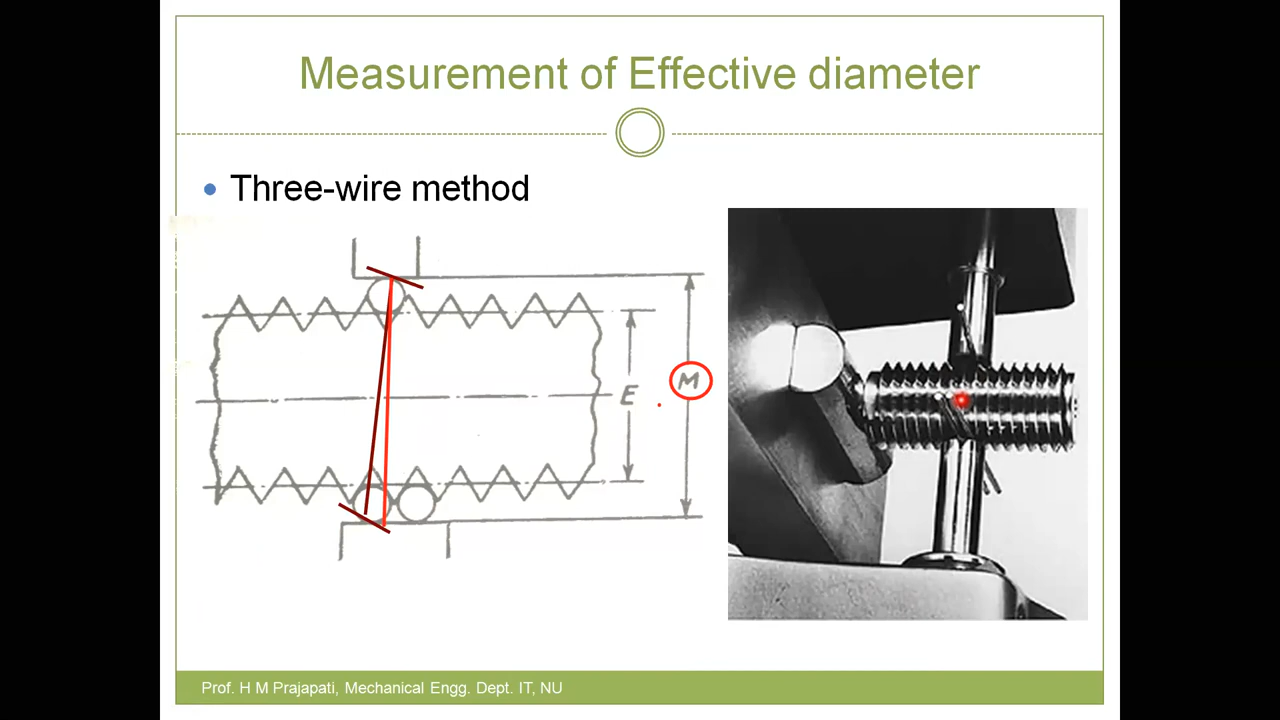 Measurement of Effective diameter
• Three-wire method
E
M
Prof. H M Prajapati, Mechanical Engg. Dept. IT, NU